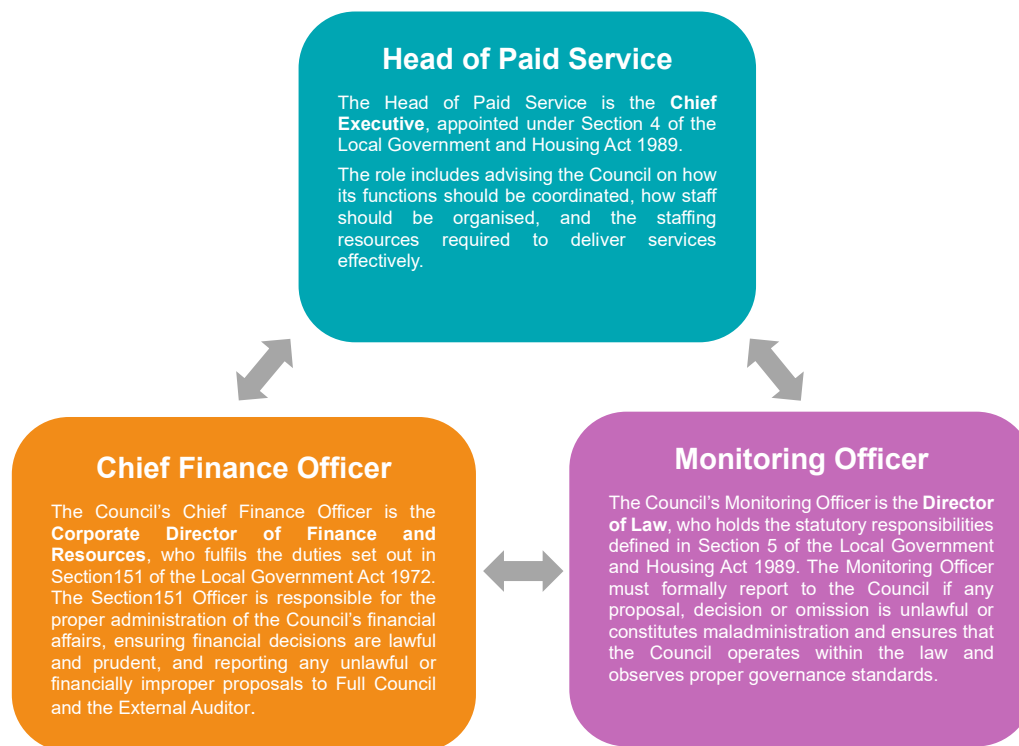 Head of Paid Service
The Head of Paid Service is the Chief
Executive, appointed under Section 4 of the
Local Government and Housing Act 1989.
The role includes advising the Council on how
its functions should be coordinated, how staff
should be organised, and the staffing
resources required to deliver services
effectively.
Chief Finance Officer
The Council's Chief Finance Officer is the
Corporate Director of Finance and
Resources, who fulfils the duties set out in
Section151 of the Local Government Act 1972.
The Section151 Officer is responsible for the
proper administration of the Council's financial
affairs, ensuring financial decisions are lawful
and prudent, and reporting any unlawful or
financially improper proposals to Full Council
and the External Auditor.
Monitoring Officer
The Council's Monitoring Officer is the Director
of Law, who holds the statutory responsibilities
defined in Section 5 of the Local Government
and Housing Act 1989. The Monitoring Officer
must formally report to the Council if any
proposal, decision or omission is unlawful or
constitutes maladministration and ensures that
the Council operates within the law and
observes proper governance standards.